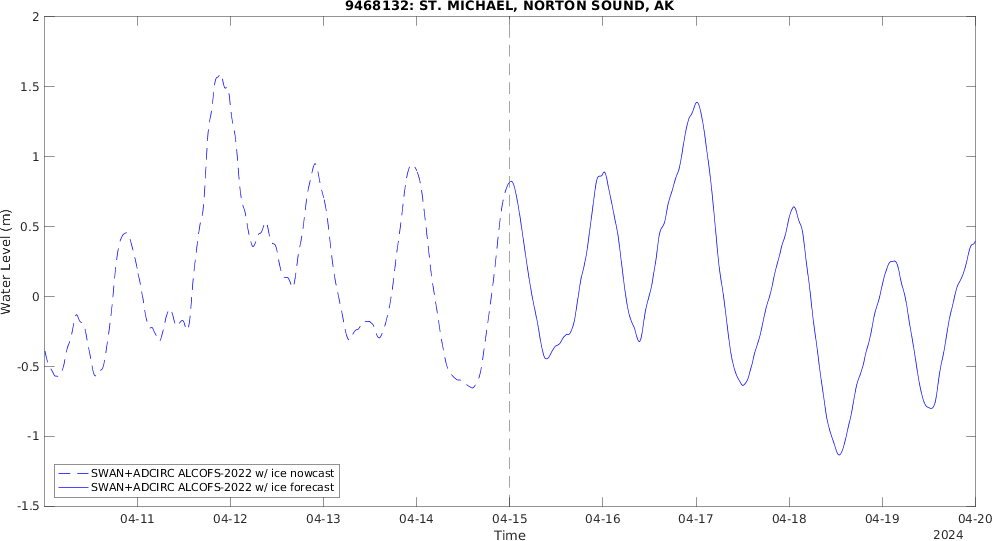 9468132: ST. MICHAEL, NORTON SOUND, AK
2
1.5
1
0.5
0
-0.5
-1
-1.5
Water Level (m)
SWAN+ADCIRC ALCOFS-2022 w/ ice nowcast
SWAN+ADCIRC ALCOFS-2022 w/ ice forecast
04-11 04-12 04-13 04-14 04-15 04-16 04-17 04-18 04-19 04-20
Time
2024